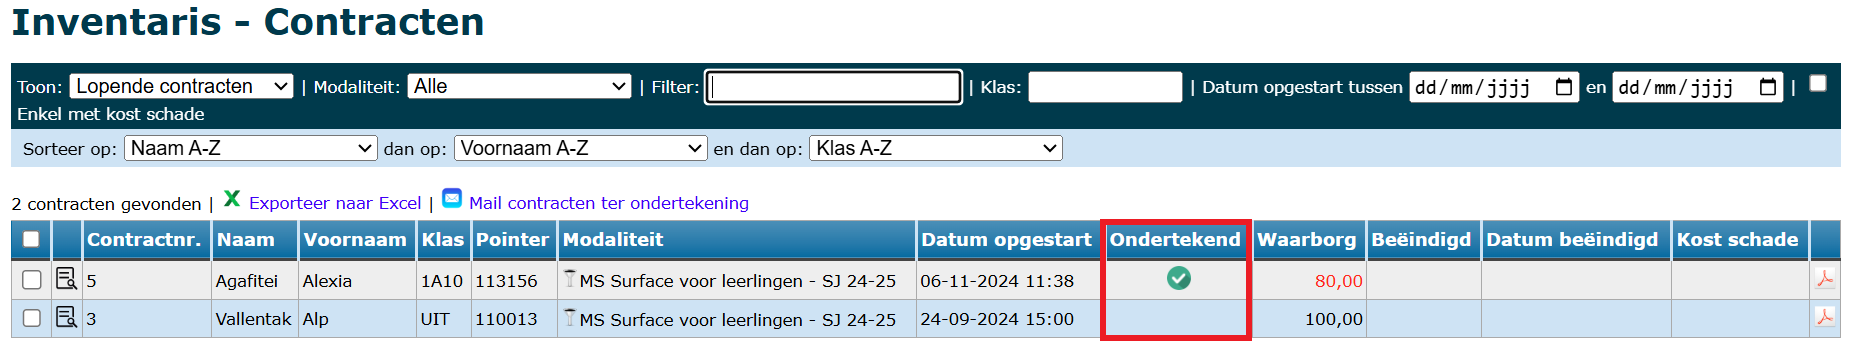 Inventaris - Contracten
Toon: Lopende contracten | Modaliteit: Alle | Filter: | Klas: | Datum opgestart tussen dd/mm/jjjj en dd/mm/jjjj |
Enkel met kost schade
Sorteer op: Naam A-Z dan op: Voornaam A-Z en dan op: Klas A-Z
2 contracten gevonden | Exporteer naar Excel | Mail contracten ter ondertekening
Contractnr. Naam Voornaam Klas Pointer Modaliteit Datum opgestart Ondertekend Waarborg Beëindigd Datum beëindigd Kost schade
5 Agafitei Alexia 1A10 113156 MS Surface voor leerlingen - SJ 24-25 06-11-2024 11:38 80,00
3 Vallentak Alp UIT 110013 MS Surface voor leerlingen - SJ 24-25 24-09-2024 15:00 100,00